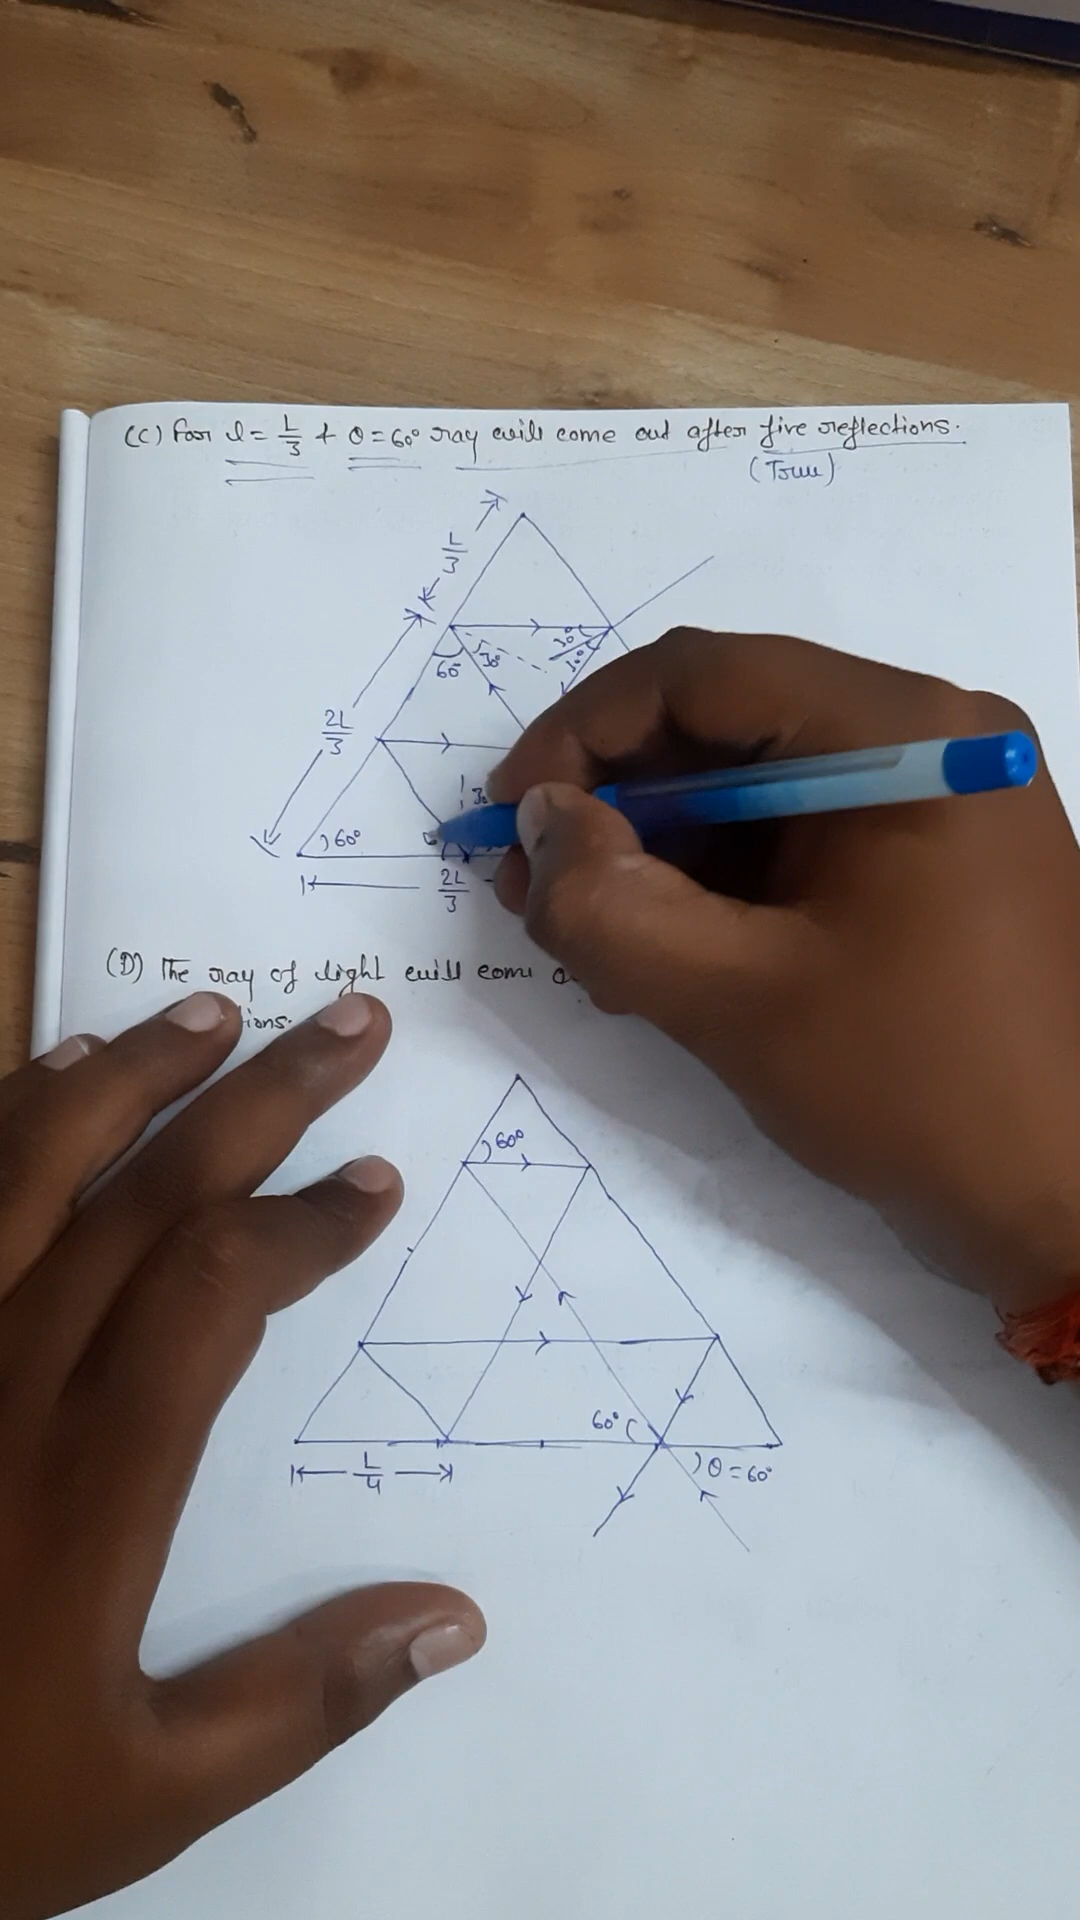 (C) For l = L/3 & θ = 60° ray will come out after five reflections.
(True)
L/3
30°
30°
60°
30°
2L/3
60°
2L/3
(D) The ray of light will come
ions.
60°
60°
L/4
θ = 60°